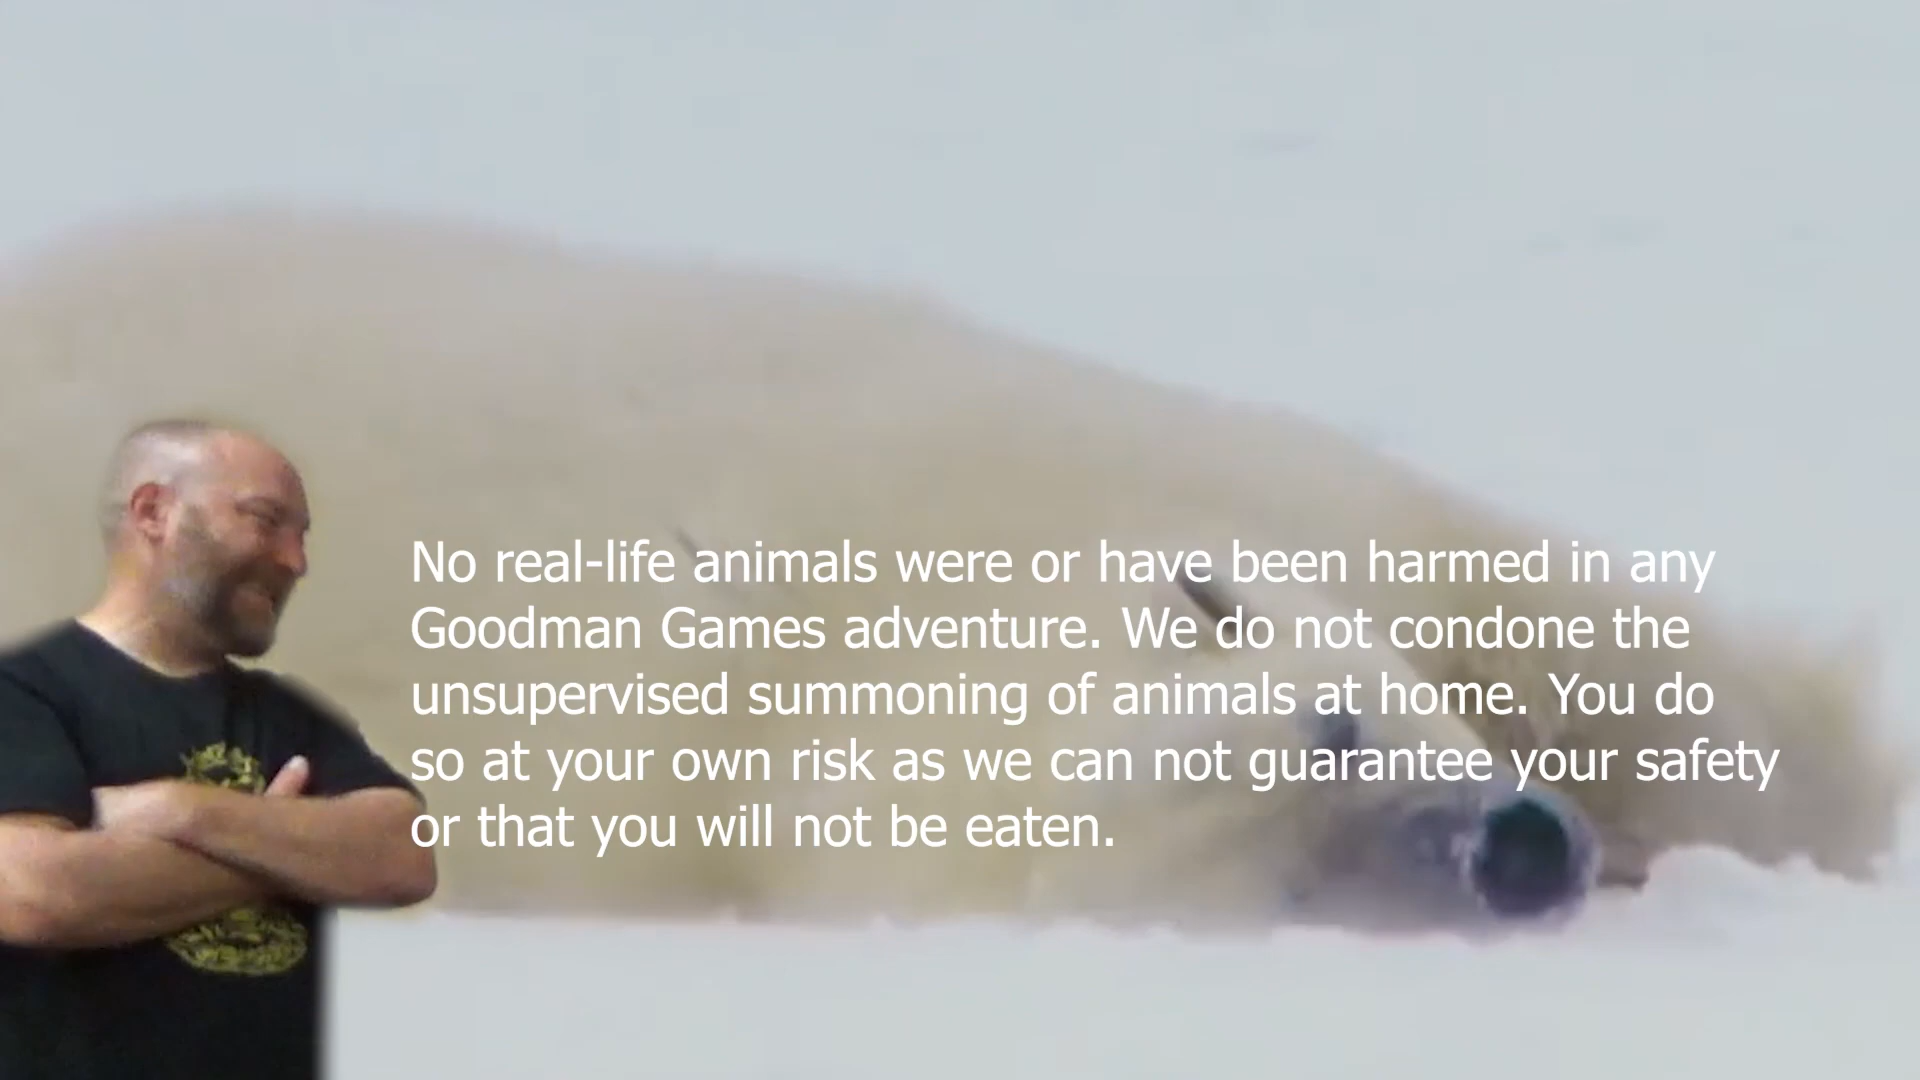 No real-life animals were or have been harmed in any
Goodman Games adventure. We do not condone the
unsupervised summoning of animals at home. You do
so at your own risk as we can not guarantee your safety
or that you will not be eaten.